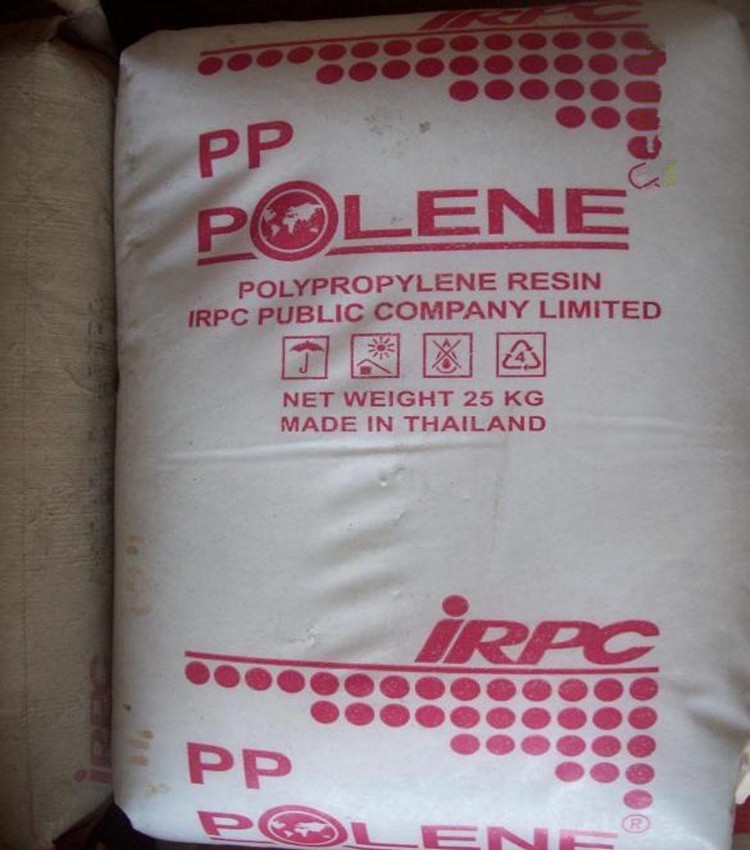 iRPC
PP
POLENE
POLYPROPYLENE RESIN
IRPC PUBLIC COMPANY LIMITED
4
NET WEIGHT 25 KG
MADE IN THAILAND
iRPC
PP
POLENE®
iRPC